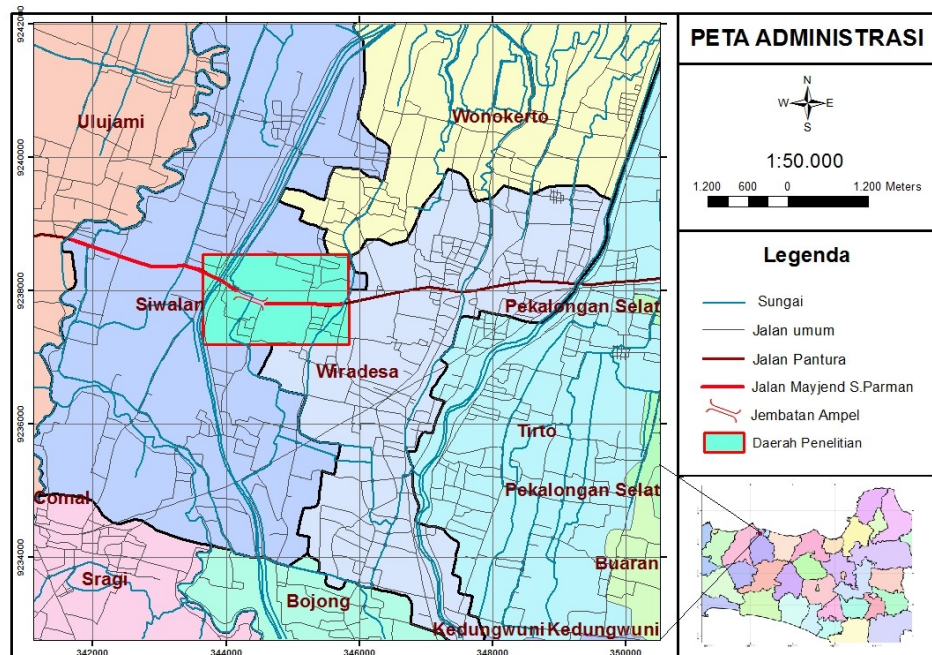 9242000
9240000
9238000
9236000
9234000
Ulujami
Wonokerto
Siwalan
Pekalongan Selat
Wiradesa
Tirto
Pekalongan Selat
Comal
Sragi
Bojong
Buaran
Kedungwuni Kedungwuni
342000 344000 346000 348000 350000
PETA ADMINISTRASI
N
W E
S
1:50.000
1.200 600 0 1.200 Meters
Legenda
Sungai
Jalan umum
Jalan Pantura
Jalan Mayjend S.Parman
Jembatan Ampel
Daerah Penelitian